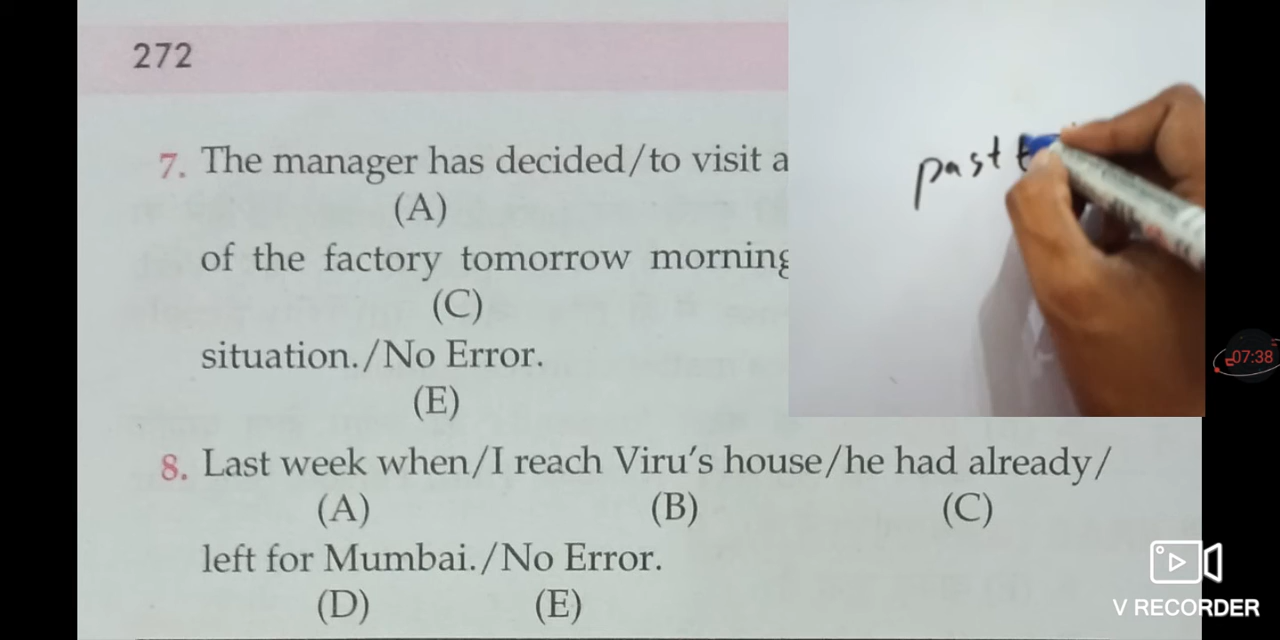 272
7. The manager has decided/to visit a
(A)
of the factory tomorrow morning
(C)
situation./No Error.
(E)
8. Last week when/I reach Viru's house/he had already/
(A) (B) (C)
left for Mumbai./No Error.
(D) (E)
past
07:38
V RECORDER